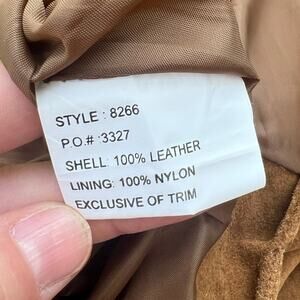 STYLE : 8266
P.O.# :3327
SHELL: 100% LEATHER
LINING: 100% NYLON
EXCLUSIVE OF TRIM